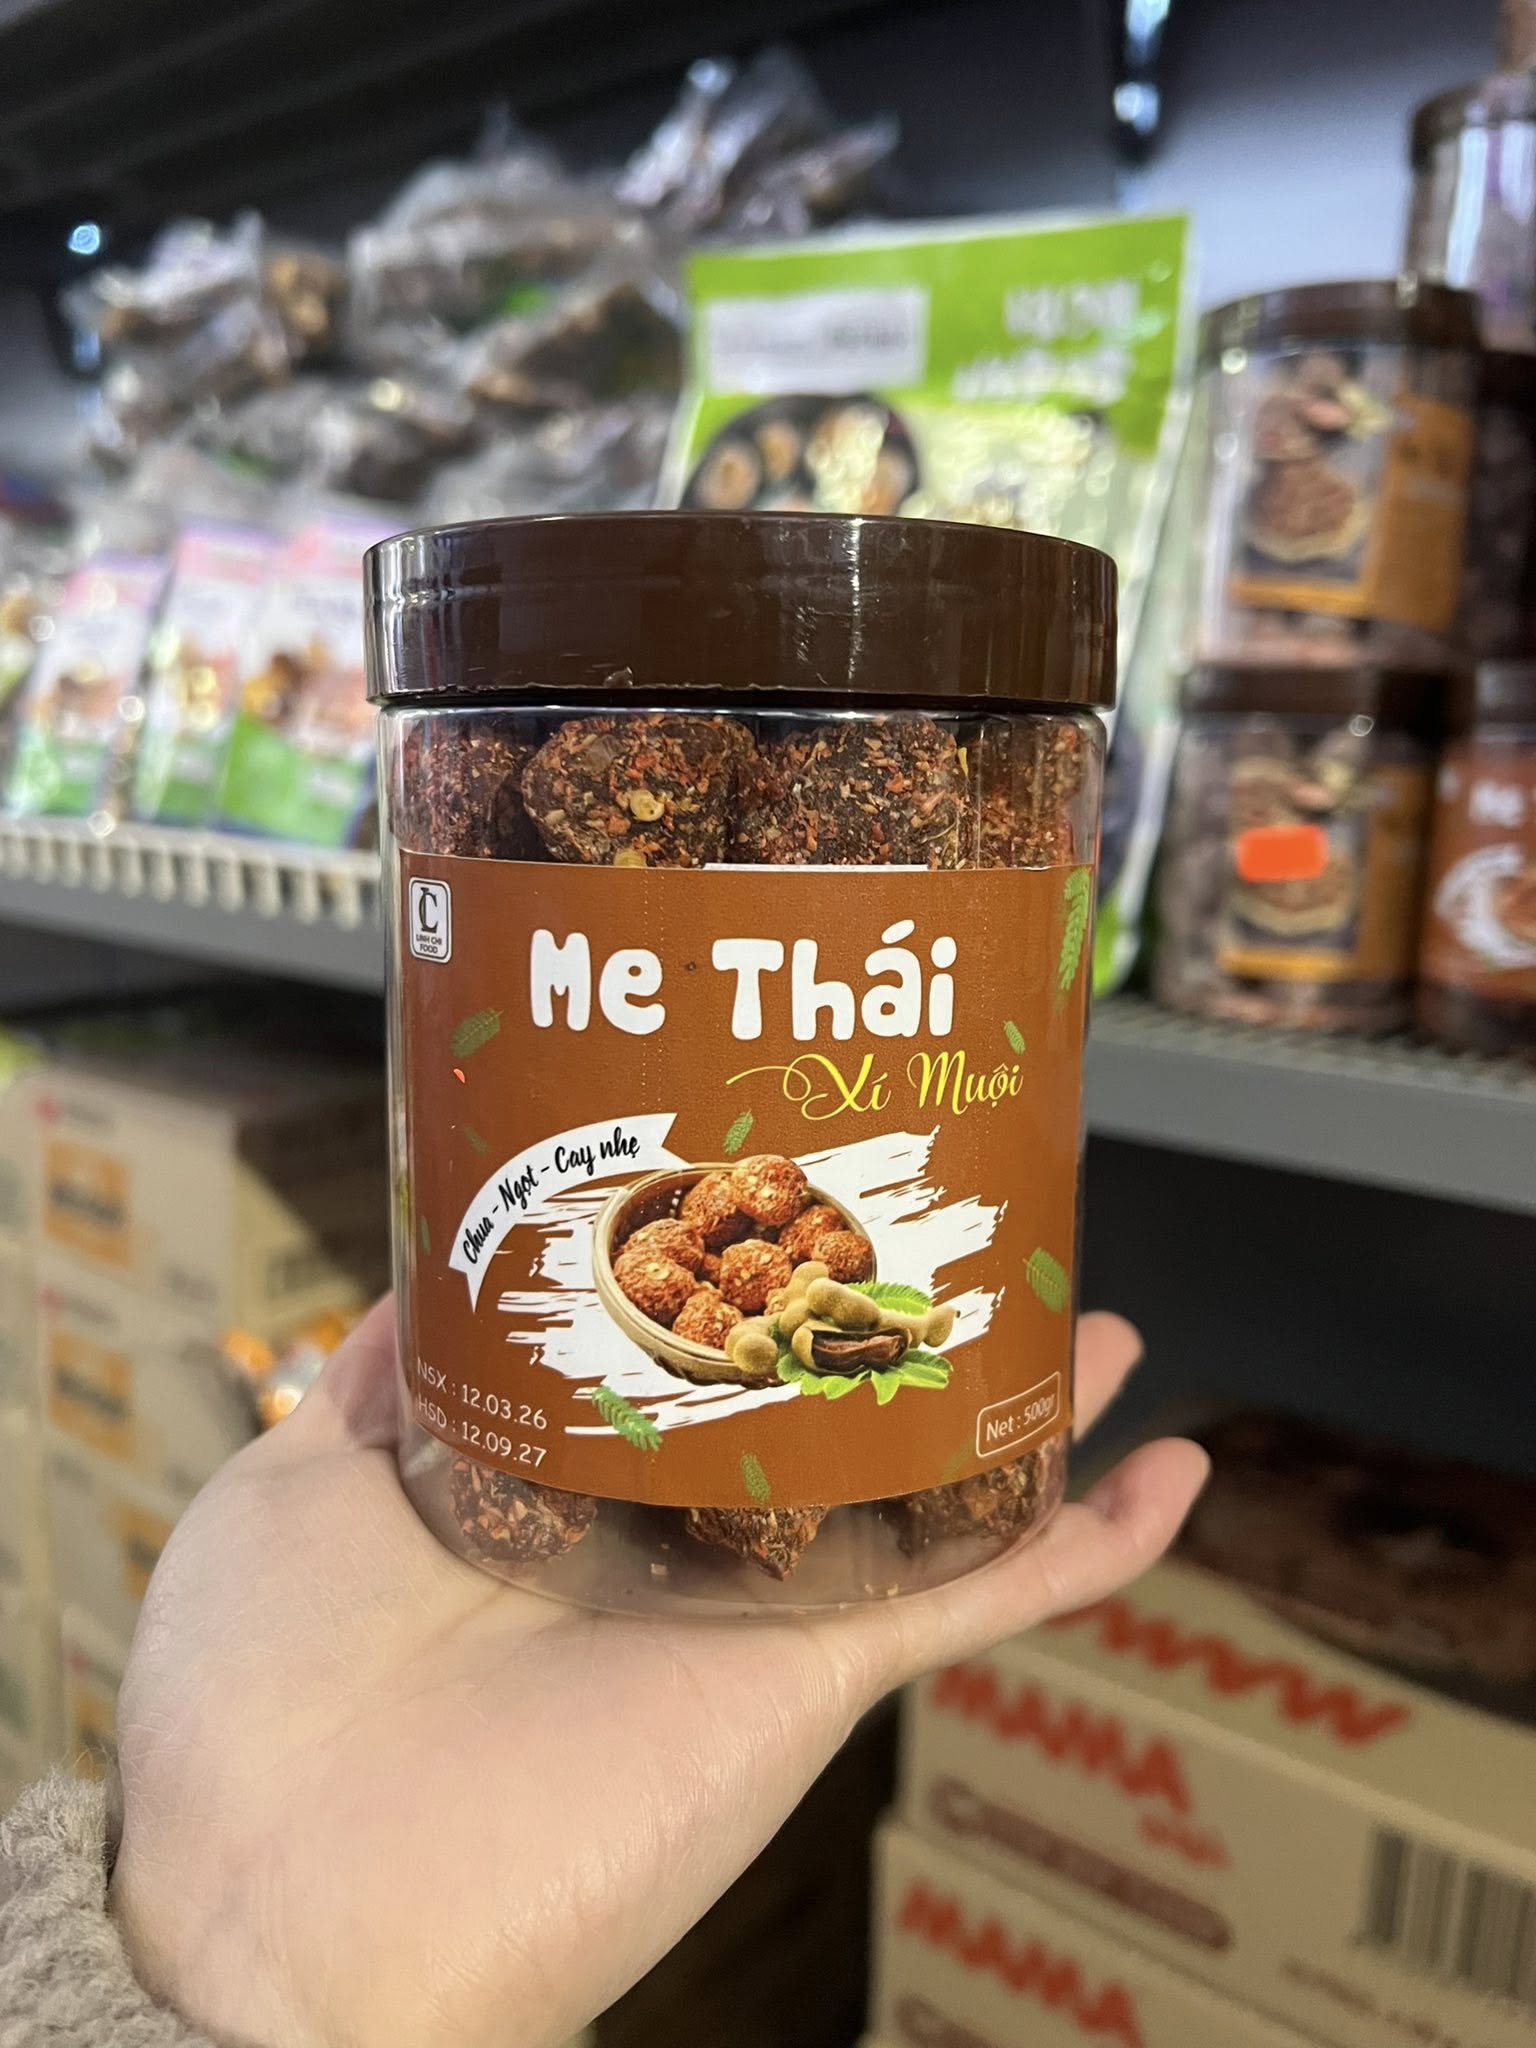 LC
LINH CHI
FOOD
Me Thái
Xí Muội
Chua - Ngọt - Cay nhẹ
NSX : 12.03.26
HSD : 12.09.27
Net : 500gr
Me
MAMA
MAMA